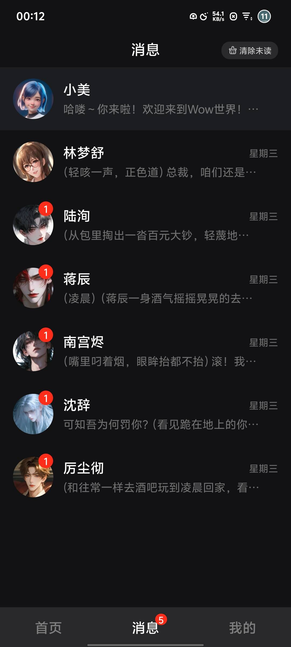 00:12
54.1
KB/s
11
消息
清除未读
小美
哈喽～你来啦！欢迎来到Wow世界！…
林梦舒
星期三
(轻咳一声，正色道) 总裁，咱们还是…
1
陆洵
星期三
(从包里掏出一沓百元大钞，轻蔑地…
1
蒋辰
星期三
(凌晨) (蒋辰一身酒气摇摇晃晃的去…
1
南宫烬
星期三
(嘴里叼着烟，眼眸抬都不抬) 滚！我…
1
沈辞
星期三
可知吾为何罚你？(看见跪在地上的你…
1
厉尘彻
星期三
(和往常一样去酒吧玩到凌晨回家，看…
首页
消息
5
我的